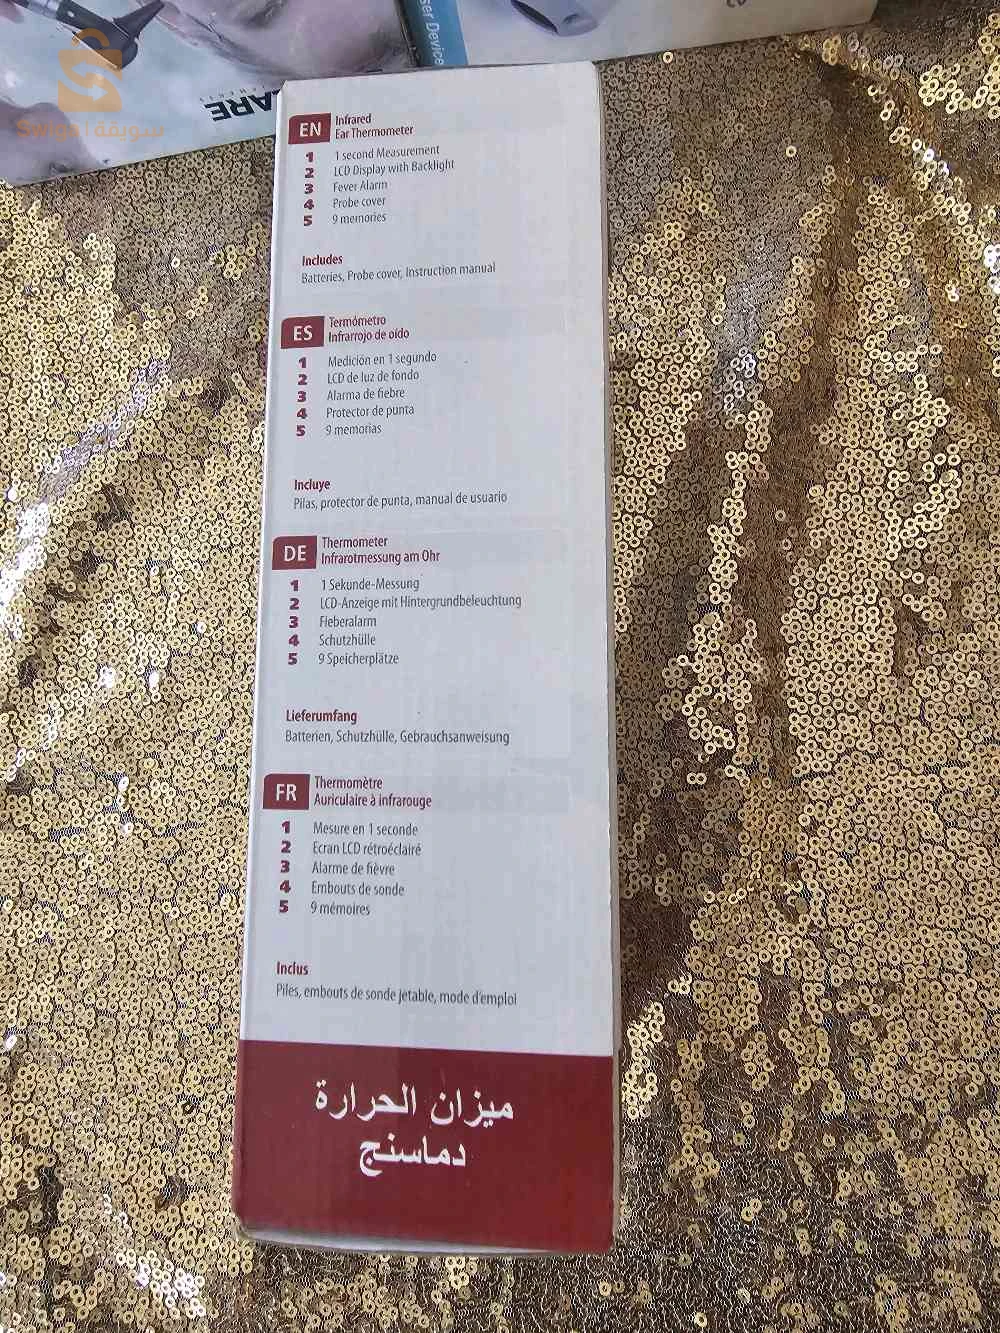 ser Device
CARE
Swiqa | سويقة
EN
Infrared
Ear Thermometer
1 1 second Measurement
2 LCD Display with Backlight
3 Fever Alarm
4 Probe cover
5 9 memories
Includes
Batteries, Probe cover, Instruction manual
ES
Termómetro
Infrarrojo de oído
1 Medición en 1 segundo
2 LCD de luz de fondo
3 Alarma de fiebre
4 Protector de punta
5 9 memorias
Incluye
Pilas, protector de punta, manual de usuario
DE
Thermometer
Infrarotmessung am Ohr
1 1 Sekunde-Messung
2 LCD-Anzeige mit Hintergrundbeleuchtung
3 Fieberalarm
4 Schutzhülle
5 9 Speicherplätze
Lieferumfang
Batterien, Schutzhülle, Gebrauchsanweisung
FR
Thermomètre
Auriculaire à infrarouge
1 Mesure en 1 seconde
2 Ecran LCD rétroéclairé
3 Alarme de fièvre
4 Embouts de sonde
5 9 mémoires
Inclus
Piles, embouts de sonde jetable, mode d'emploi
ميزان الحرارة
دماسنج